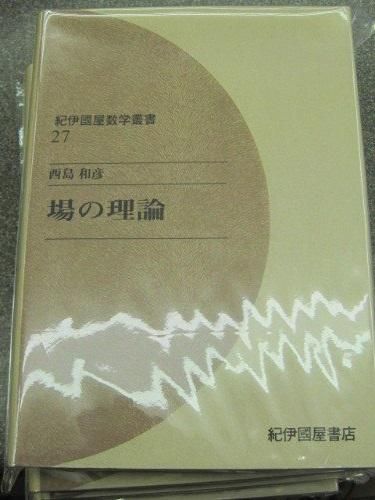 紀伊國屋数学叢書
27
西島 和彦
場の理論
紀伊國屋書店